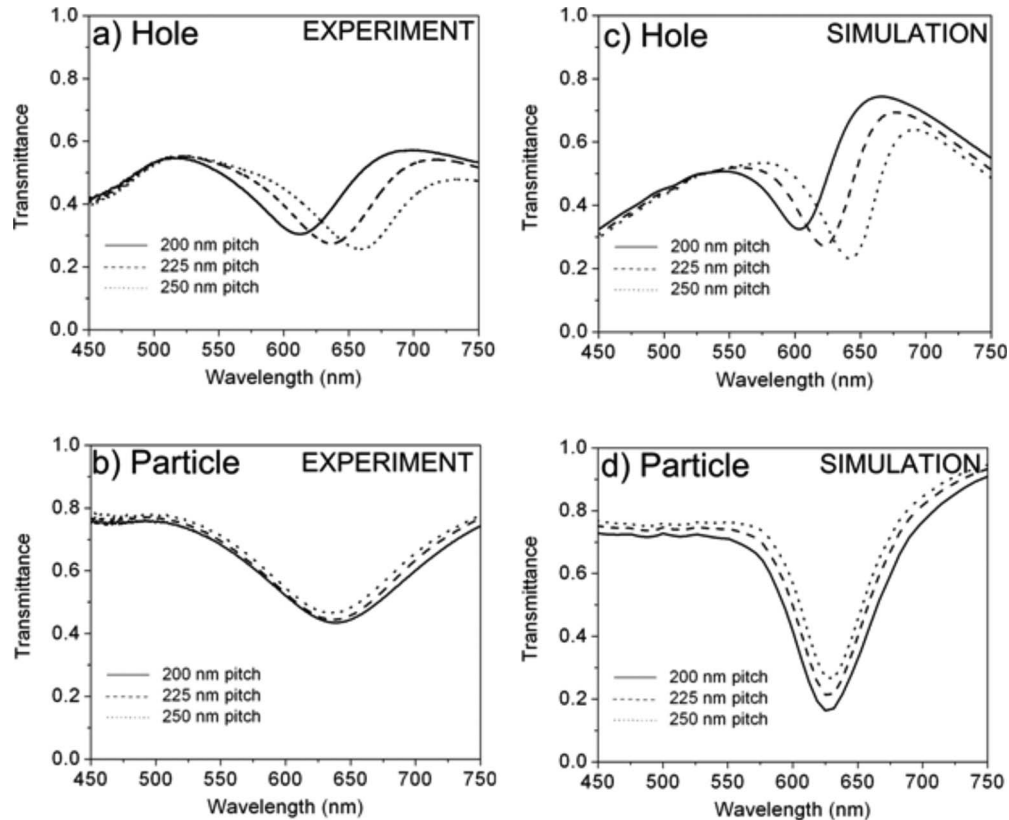 a) Hole EXPERIMENT
Transmittance
1.0
0.8
0.6
0.4
0.2
0.0
200 nm pitch
225 nm pitch
250 nm pitch
450 500 550 600 650 700 750
Wavelength (nm)
c) Hole SIMULATION
Transmittance
1.0
0.8
0.6
0.4
0.2
0.0
200 nm pitch
225 nm pitch
250 nm pitch
450 500 550 600 650 700 750
Wavelength (nm)
b) Particle EXPERIMENT
Transmittance
1.0
0.8
0.6
0.4
0.2
0.0
200 nm pitch
225 nm pitch
250 nm pitch
450 500 550 600 650 700 750
Wavelength (nm)
d) Particle SIMULATION
Transmittance
1.0
0.8
0.6
0.4
0.2
0.0
200 nm pitch
225 nm pitch
250 nm pitch
450 500 550 600 650 700 750
Wavelength (nm)